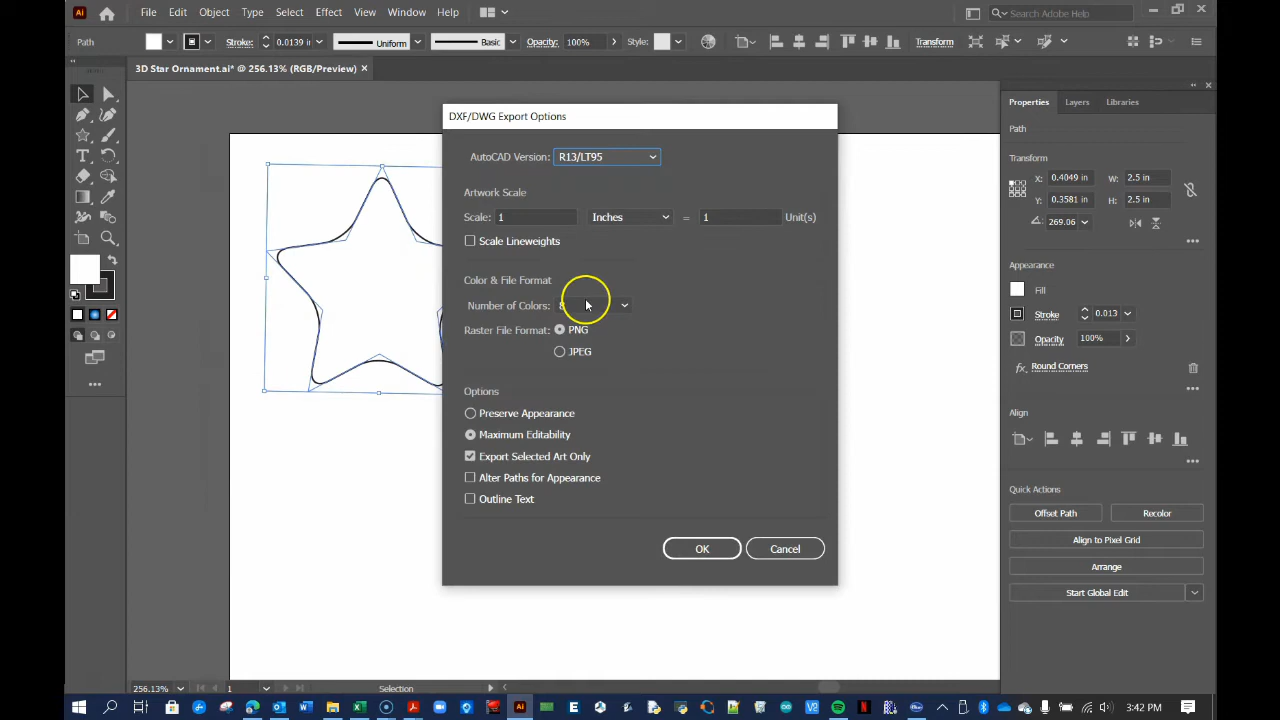 Ai File Edit Object Type Select Effect View Window Help Search Adobe Help
Path Stroke: 0.0139 in Uniform Basic Opacity: 100% Style: Transform
3D Star Ornament.ai* @ 256.13% (RGB/Preview) ×
DXF/DWG Export Options
AutoCAD Version: R13/LT95
Artwork Scale
Scale: 1 Inches = 1 Unit(s)
Scale Lineweights
Color & File Format
Number of Colors: 8
Raster File Format: PNG
JPEG
Options
Preserve Appearance
Maximum Editability
Export Selected Art Only
Alter Paths for Appearance
Outline Text
OK Cancel
Properties Layers Libraries
Path
Transform
X: 0.4049 in W: 2.5 in
Y: 0.3581 in H: 2.5 in
269.06
Appearance
Fill
Stroke 0.013
Opacity 100%
fx Round Corners
Align
Quick Actions
Offset Path Recolor
Align to Pixel Grid
Arrange
Start Global Edit
256.13% 1 Selection
Ai E V2 N 3:42 PM